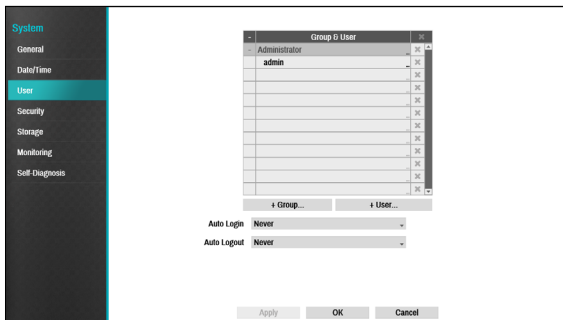 System
General
Date/Time
User
Security
Storage
Monitoring
Self-Diagnosis
- Group & User
- Administrator
admin
+ Group... + User...
Auto Login Never
Auto Logout Never
Apply OK Cancel